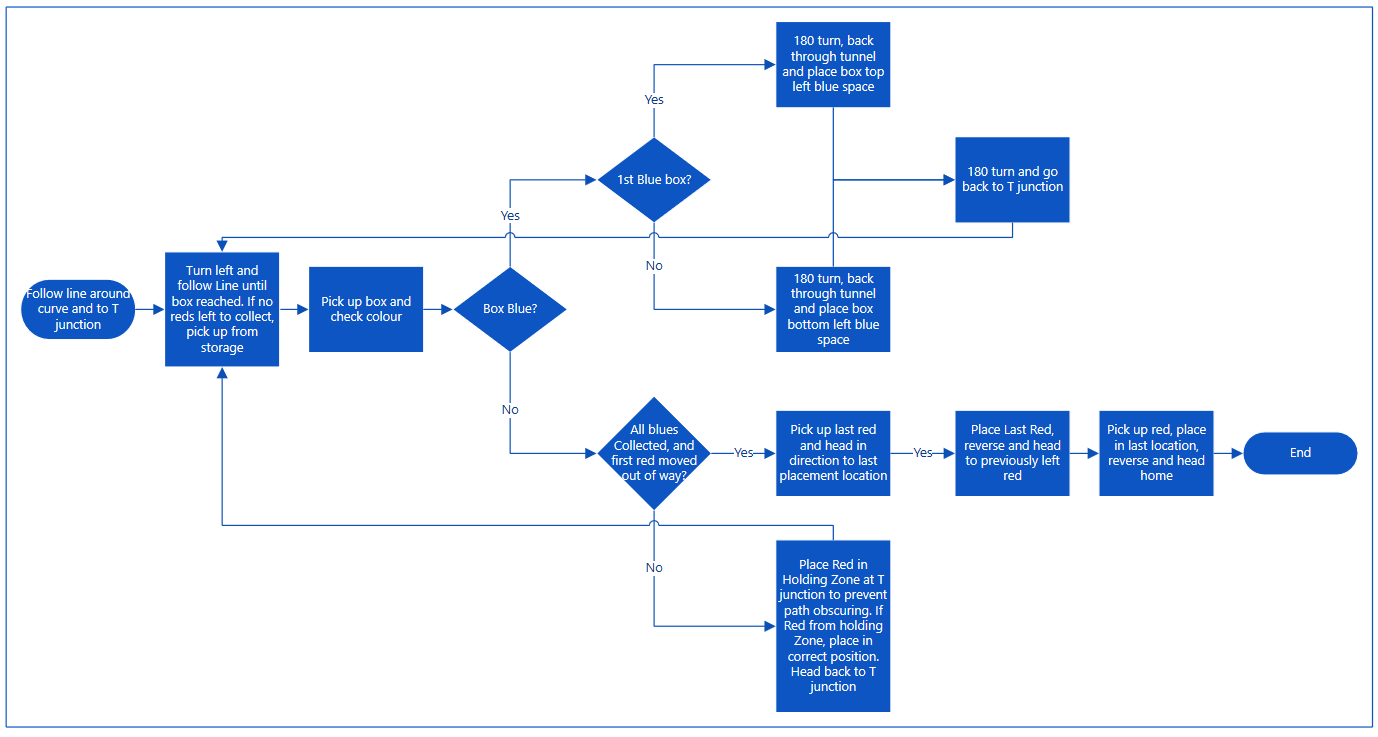 180 turn, back
through tunnel
and place box top
left blue space
Yes
1st Blue box?
180 turn and go
back to T junction
Yes
No
Turn left and
follow Line until
box reached. If no
reds left to collect,
pick up from
storage
Follow line around
curve and to T
junction
Pick up box and
check colour
Box Blue?
180 turn, back
through tunnel
and place box
bottom left blue
space
No
All blues
Collected, and
first red moved
out of way?
Yes
Pick up last red
and head in
direction to last
placement location
Yes
Place Last Red,
reverse and head
to previously left
red
Pick up red, place
in last location,
reverse and head
home
End
No
Place Red in
Holding Zone at T
junction to prevent
path obscuring. If
Red from holding
Zone, place in
correct position.
Head back to T
junction